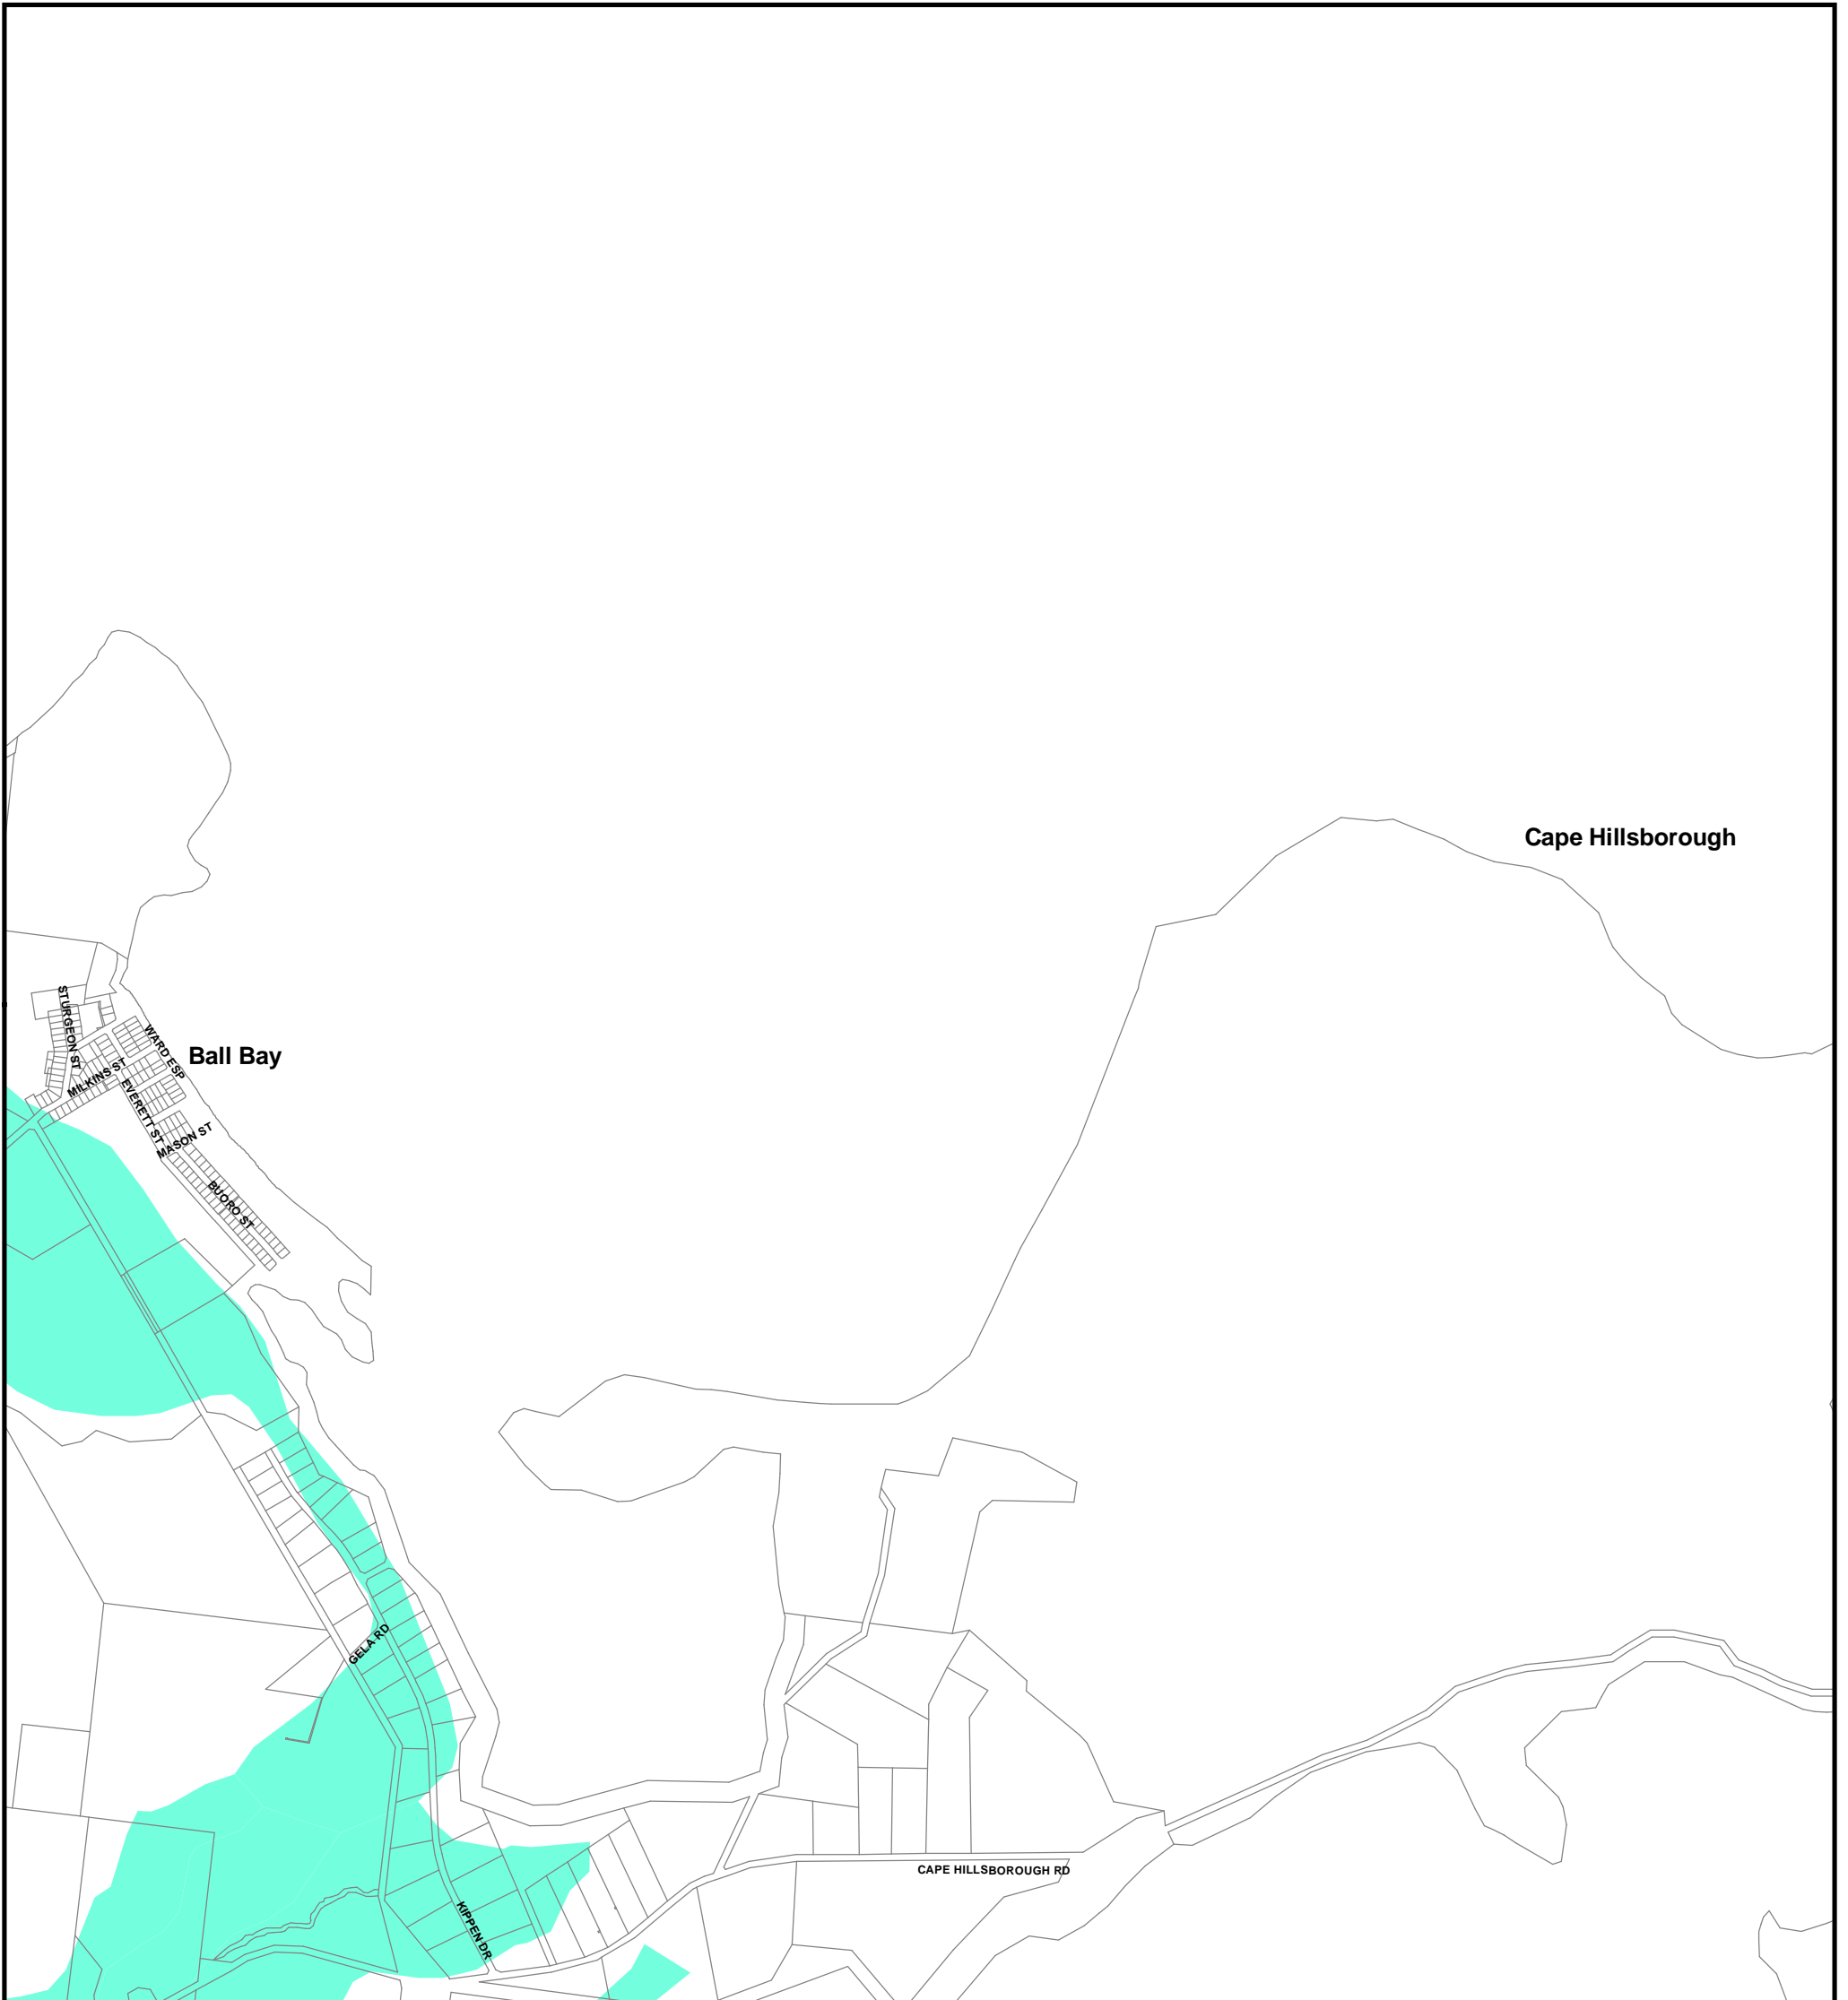 Cape Hillsborough
STURGEON ST
WARD ESP
Ball Bay
MILKINS ST
EVERETT ST
MASON ST
BUORO ST
GELA RD
CAPE HILLSBOROUGH RD
KIPPEN DR